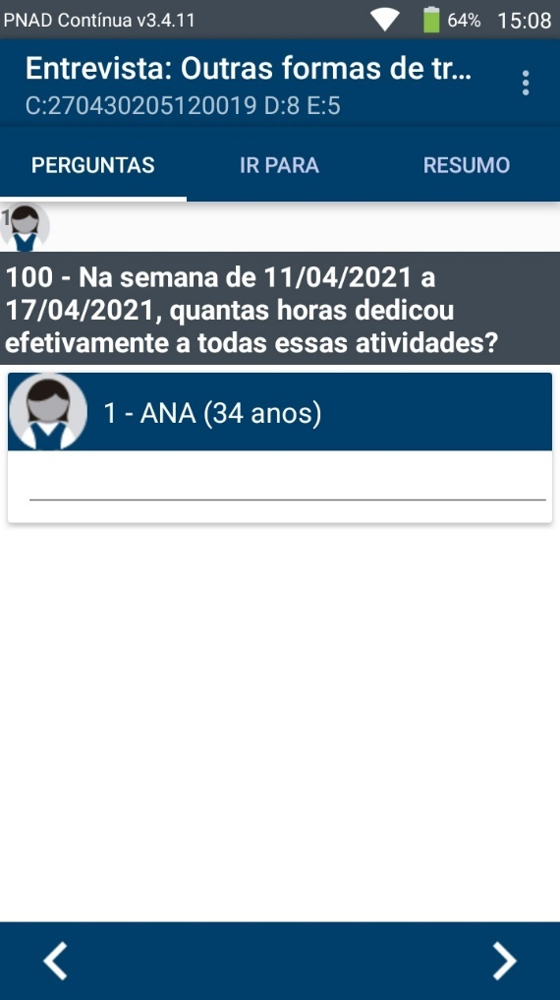 PNAD Contínua v3.4.11 64% 15:08
Entrevista: Outras formas de tr...
C:270430205120019 D:8 E:5
PERGUNTAS IR PARA RESUMO
1
100 - Na semana de 11/04/2021 a
17/04/2021, quantas horas dedicou
efetivamente a todas essas atividades?
1 - ANA (34 anos)